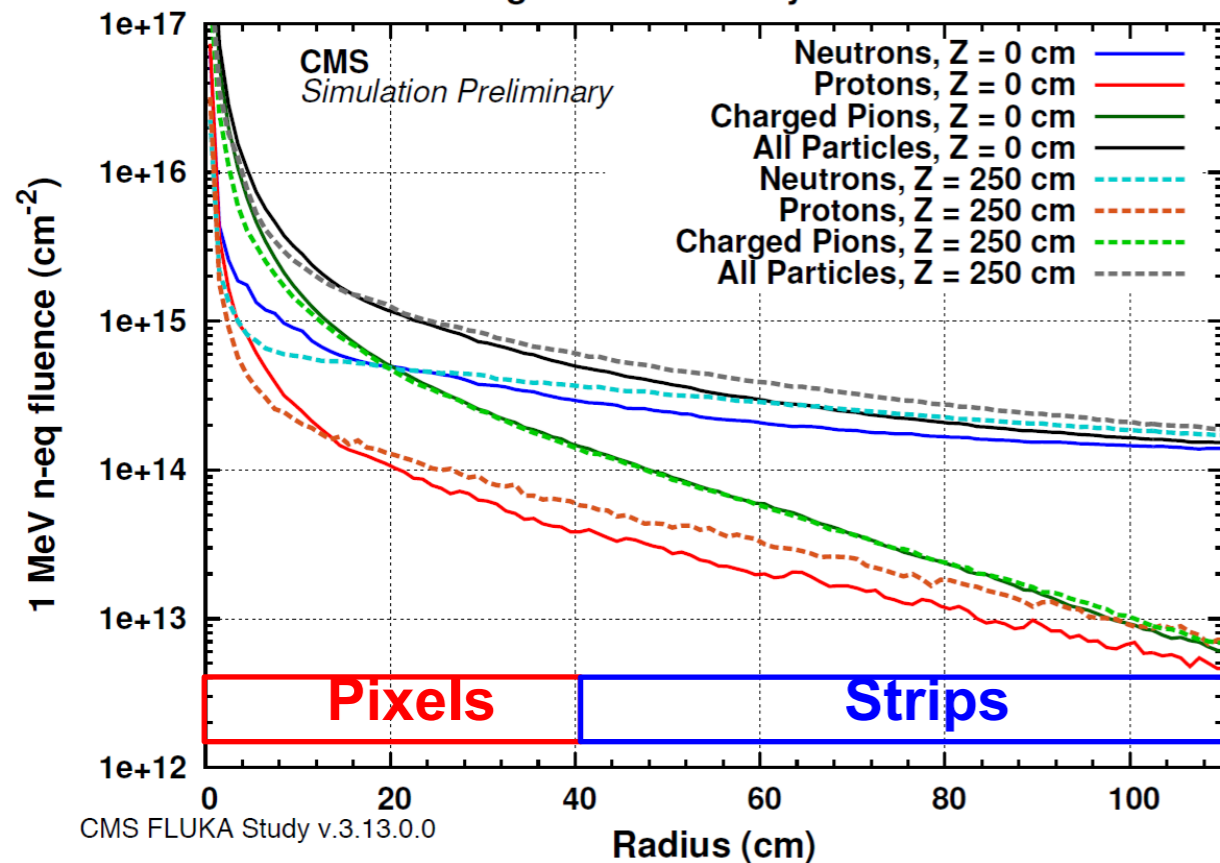 1e+17
1e+16
1e+15
1e+14
1e+13
1e+12
1 MeV n-eq fluence (cm-2)
CMS
Simulation Preliminary
Neutrons, Z = 0 cm
Protons, Z = 0 cm
Charged Pions, Z = 0 cm
All Particles, Z = 0 cm
Neutrons, Z = 250 cm
Protons, Z = 250 cm
Charged Pions, Z = 250 cm
All Particles, Z = 250 cm
Pixels
Strips
0 20 40 60 80 100
CMS FLUKA Study v.3.13.0.0
Radius (cm)